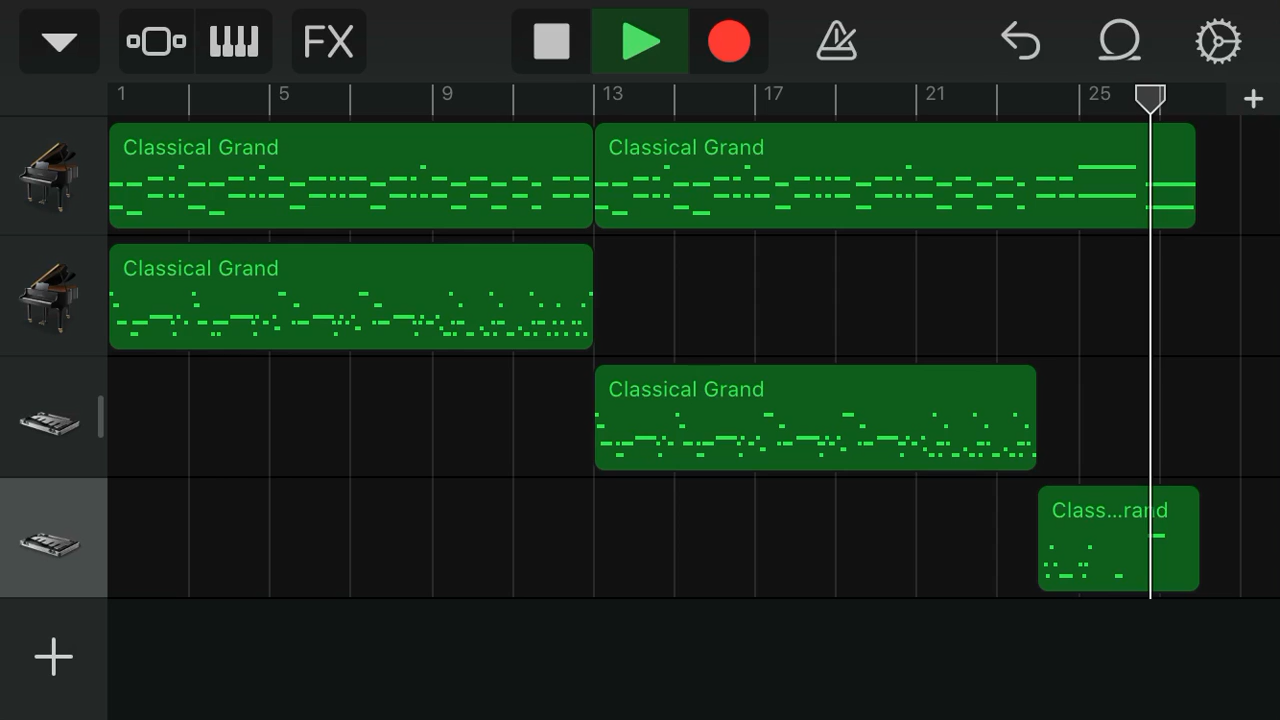 FX
1 5 9 13 17 21 25
Classical Grand Classical Grand
Classical Grand
Classical Grand
Class...rand